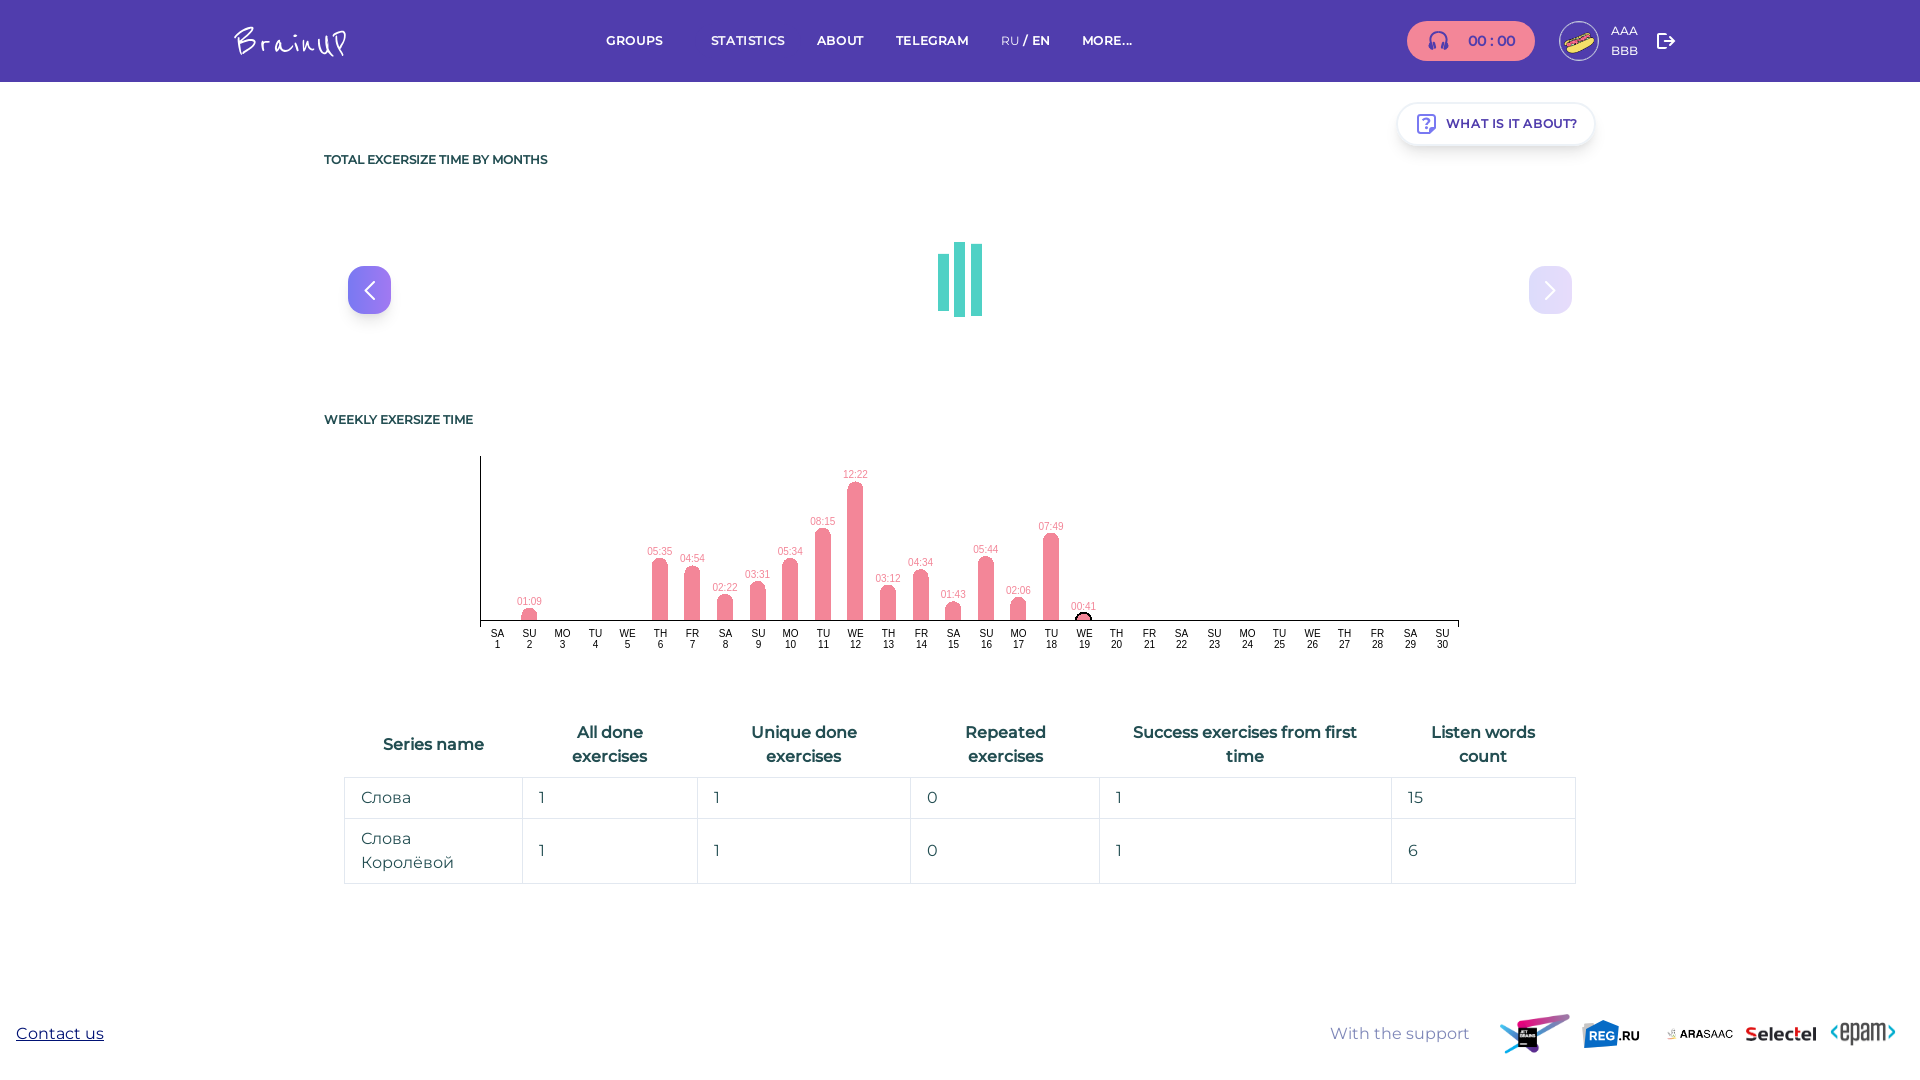 BrainUP
GROUPS STATISTICS ABOUT TELEGRAM RU / EN MORE...
00 : 00
AAA
BBB
WHAT IS IT ABOUT?
TOTAL EXCERSIZE TIME BY MONTHS
WEEKLY EXERSIZE TIME
01:09 05:35 04:54 02:22 03:31 05:34 08:15 12:22 03:12 04:34 01:43 05:44 02:06 07:49 00:41
SA SU MO TU WE TH FR SA SU MO TU WE TH FR SA SU MO TU WE TH FR SA SU MO TU WE TH FR SA SU
1 2 3 4 5 6 7 8 9 10 11 12 13 14 15 16 17 18 19 20 21 22 23 24 25 26 27 28 29 30
Series name All done exercises Unique done exercises Repeated exercises Success exercises from first time Listen words count
Слова 1 1 0 1 15
Слова Королёвой 1 1 0 1 6
Contact us
With the support
JET BRAINS
REG.RU
ARASAAC
Selectel
<epam>